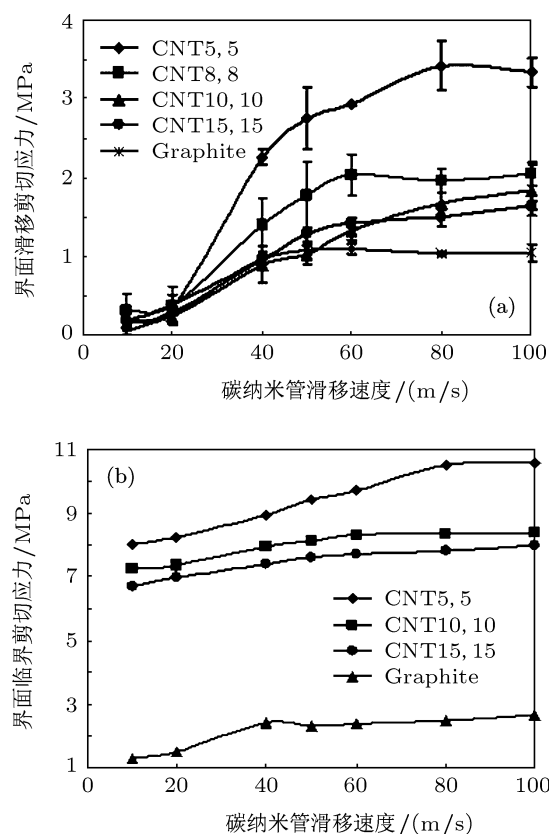 4
3
2
1
0
界面滑移剪切应力/MPa
CNT5, 5
CNT8, 8
CNT10, 10
CNT15, 15
Graphite
(a)
0 20 40 60 80 100
碳纳米管滑移速度/(m/s)
11
9
7
5
3
1
界面临界剪切应力/MPa
(b)
CNT5, 5
CNT10, 10
CNT15, 15
Graphite
0 20 40 60 80 100
碳纳米管滑移速度/(m/s)